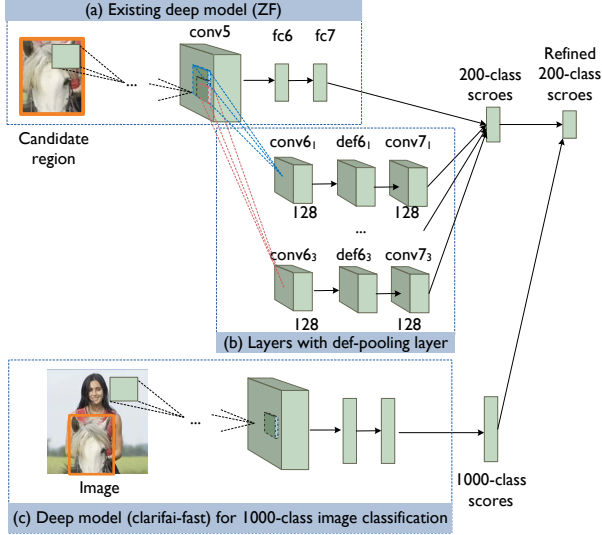 (a) Existing deep model (ZF)
conv5
fc6 fc7
...
Candidate
region
200-class
scroes
Refined
200-class
scroes
conv6₁ def6₁ conv7₁
128 128
...
conv6₃ def6₃ conv7₃
128 128
(b) Layers with def-pooling layer
...
Image
1000-class
scores
(c) Deep model (clarifai-fast) for 1000-class image classification